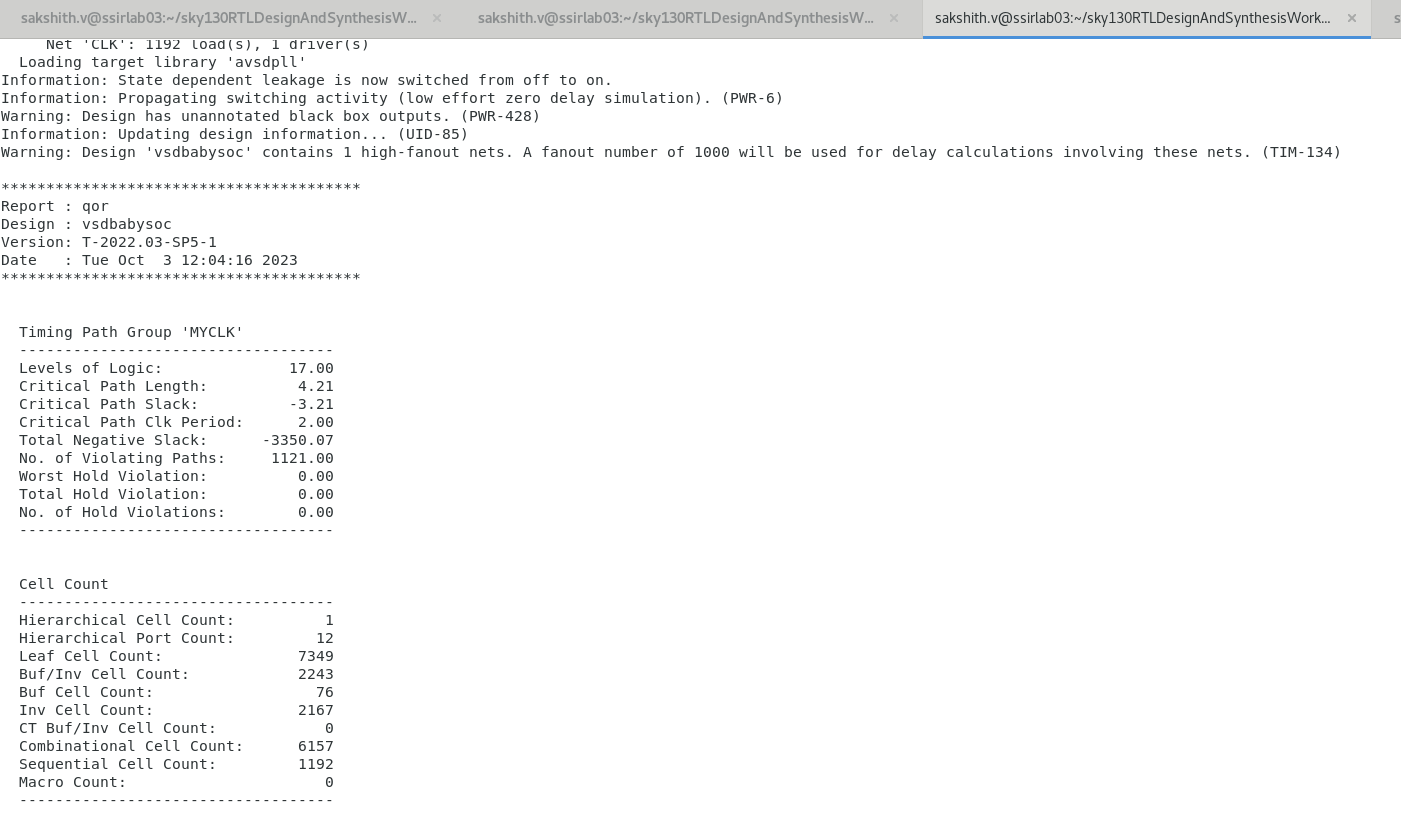 sakshith.v@ssirlab03:~/sky130RTLDesignAndSynthesisW... × sakshith.v@ssirlab03:~/sky130RTLDesignAndSynthesisW... × sakshith.v@ssirlab03:~/sky130RTLDesignAndSynthesisWork... × s
     Net 'CLK': 1192 load(s), 1 driver(s)
  Loading target library 'avsdpll'
Information: State dependent leakage is now switched from off to on.
Information: Propagating switching activity (low effort zero delay simulation). (PWR-6)
Warning: Design has unannotated black box outputs. (PWR-428)
Information: Updating design information... (UID-85)
Warning: Design 'vsdbabysoc' contains 1 high-fanout nets. A fanout number of 1000 will be used for delay calculations involving these nets. (TIM-134)
****************************************
Report : qor
Design : vsdbabysoc
Version: T-2022.03-SP5-1
Date   : Tue Oct  3 12:04:16 2023
****************************************
  Timing Path Group 'MYCLK'
  -----------------------------------
  Levels of Logic:              17.00
  Critical Path Length:          4.21
  Critical Path Slack:          -3.21
  Critical Path Clk Period:      2.00
  Total Negative Slack:      -3350.07
  No. of Violating Paths:     1121.00
  Worst Hold Violation:          0.00
  Total Hold Violation:          0.00
  No. of Hold Violations:        0.00
  -----------------------------------
  Cell Count
  -----------------------------------
  Hierarchical Cell Count:          1
  Hierarchical Port Count:         12
  Leaf Cell Count:               7349
  Buf/Inv Cell Count:            2243
  Buf Cell Count:                  76
  Inv Cell Count:                2167
  CT Buf/Inv Cell Count:            0
  Combinational Cell Count:      6157
  Sequential Cell Count:         1192
  Macro Count:                      0
  -----------------------------------